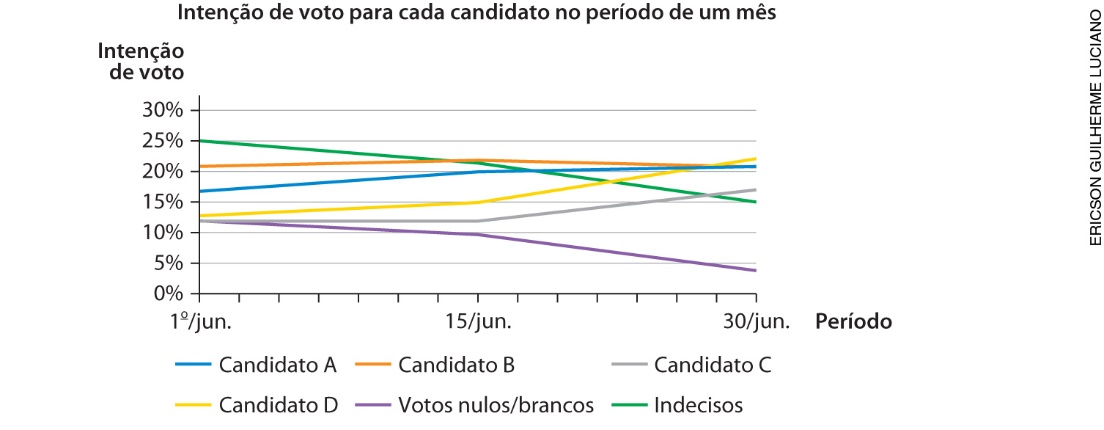 Intenção de voto para cada candidato no período de um mês
Intenção
de voto
30%
25%
20%
15%
10%
5%
0%
1º/jun. 15/jun. 30/jun. Período
Candidato A Candidato B Candidato C
Candidato D Votos nulos/brancos Indecisos
ERICSON GUILHERME LUCIANO